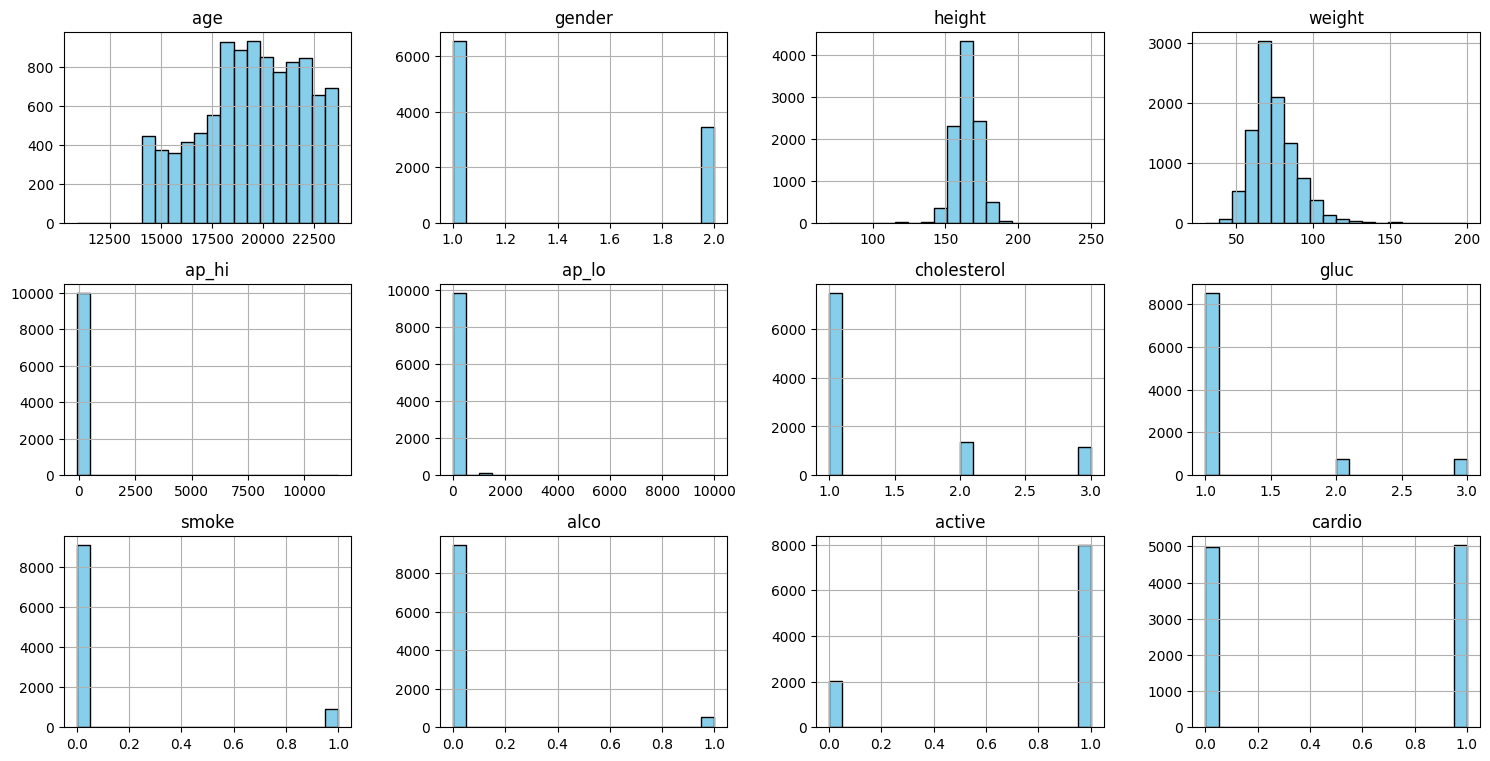 age
800
600
400
200
0
12500 15000 17500 20000 22500
gender
6000
4000
2000
0
1.0 1.2 1.4 1.6 1.8 2.0
height
4000
3000
2000
1000
0
100 150 200 250
weight
3000
2000
1000
0
50 100 150 200
ap_hi
10000
8000
6000
4000
2000
0
0 2500 5000 7500 10000
ap_lo
10000
8000
6000
4000
2000
0
0 2000 4000 6000 8000 10000
cholesterol
6000
4000
2000
0
1.0 1.5 2.0 2.5 3.0
gluc
8000
6000
4000
2000
0
1.0 1.5 2.0 2.5 3.0
smoke
8000
6000
4000
2000
0
0.0 0.2 0.4 0.6 0.8 1.0
alco
8000
6000
4000
2000
0
0.0 0.2 0.4 0.6 0.8 1.0
active
8000
6000
4000
2000
0
0.0 0.2 0.4 0.6 0.8 1.0
cardio
5000
4000
3000
2000
1000
0
0.0 0.2 0.4 0.6 0.8 1.0